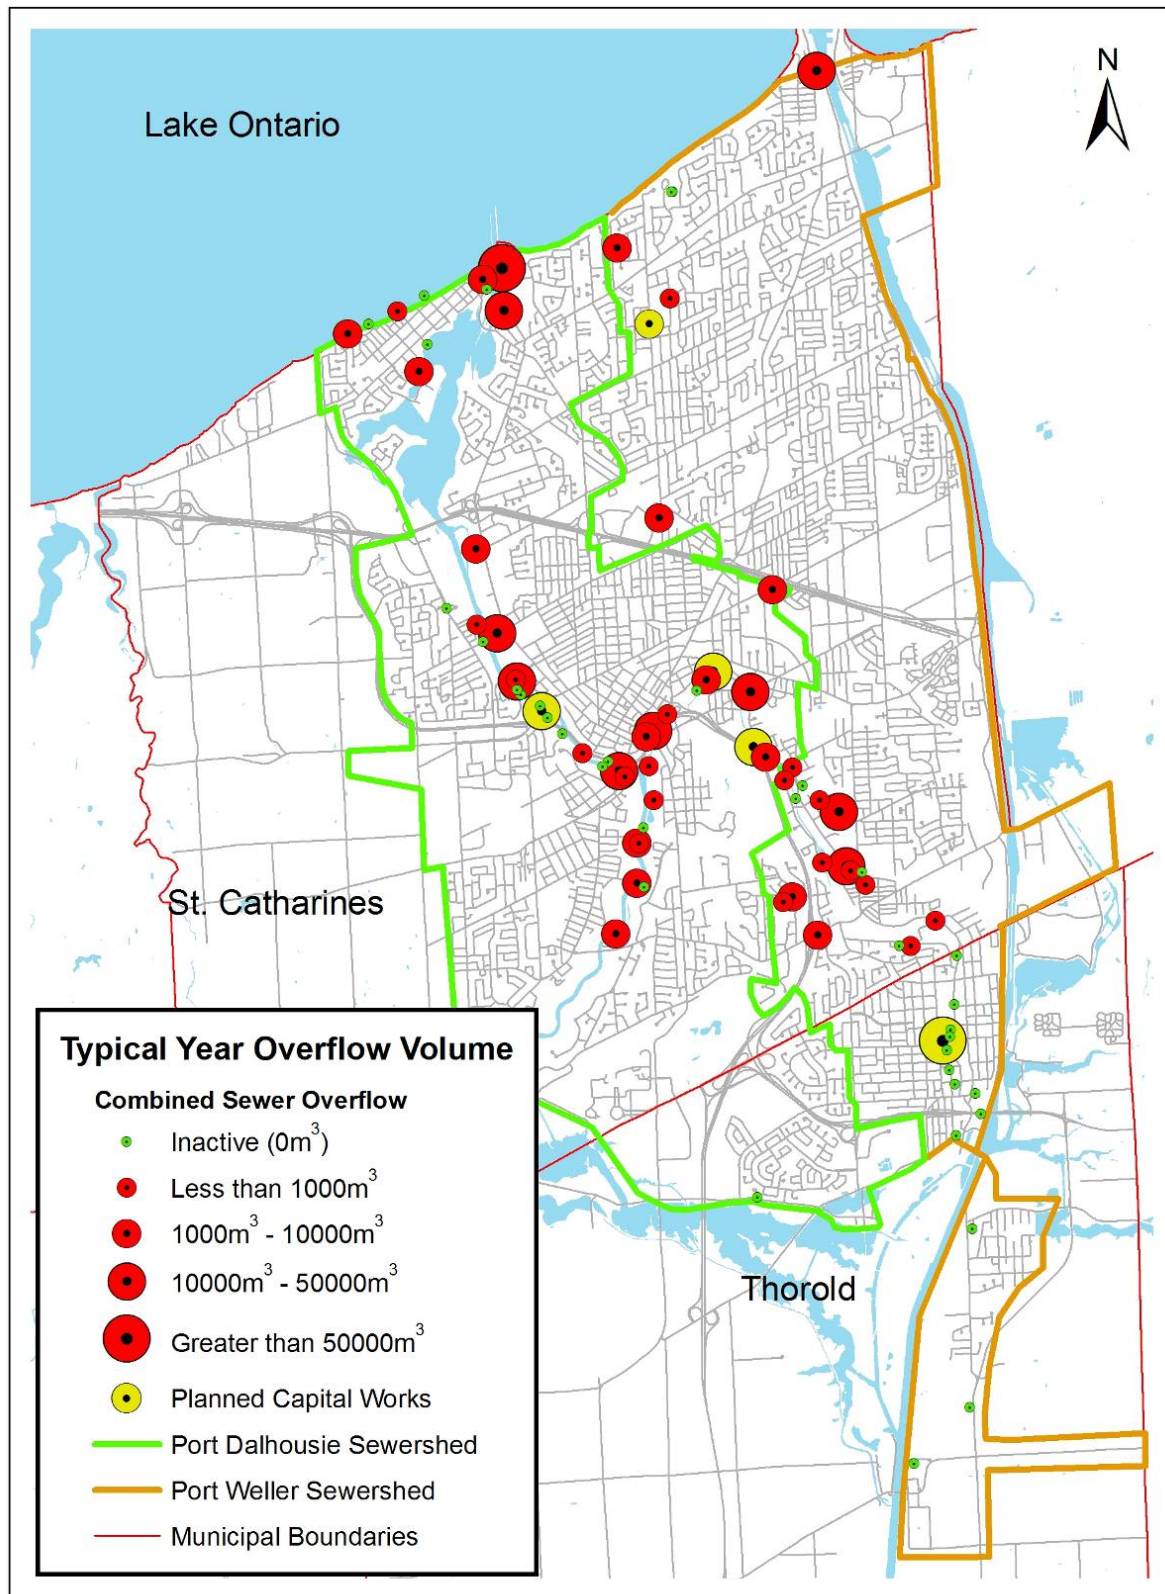 N
Lake Ontario
St. Catharines
Thorold
Typical Year Overflow Volume
Combined Sewer Overflow
Inactive (0m³)
Less than 1000m³
1000m³ - 10000m³
10000m³ - 50000m³
Greater than 50000m³
Planned Capital Works
Port Dalhousie Sewershed
Port Weller Sewershed
Municipal Boundaries